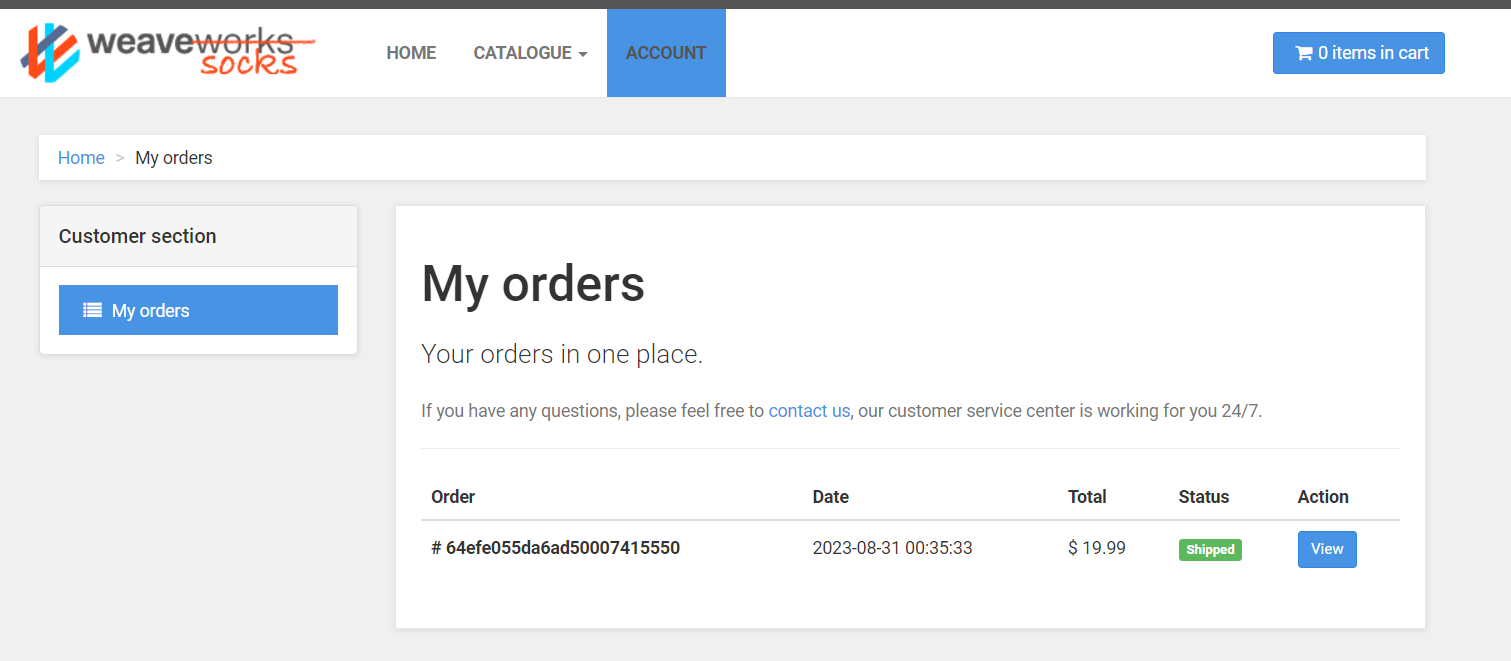 weaveworks
socks
HOME CATALOGUE ACCOUNT 0 items in cart
Home > My orders
Customer section
My orders
My orders
Your orders in one place.
If you have any questions, please feel free to contact us, our customer service center is working for you 24/7.
Order Date Total Status Action
# 64efe055da6ad50007415550 2023-08-31 00:35:33 $ 19.99 Shipped View